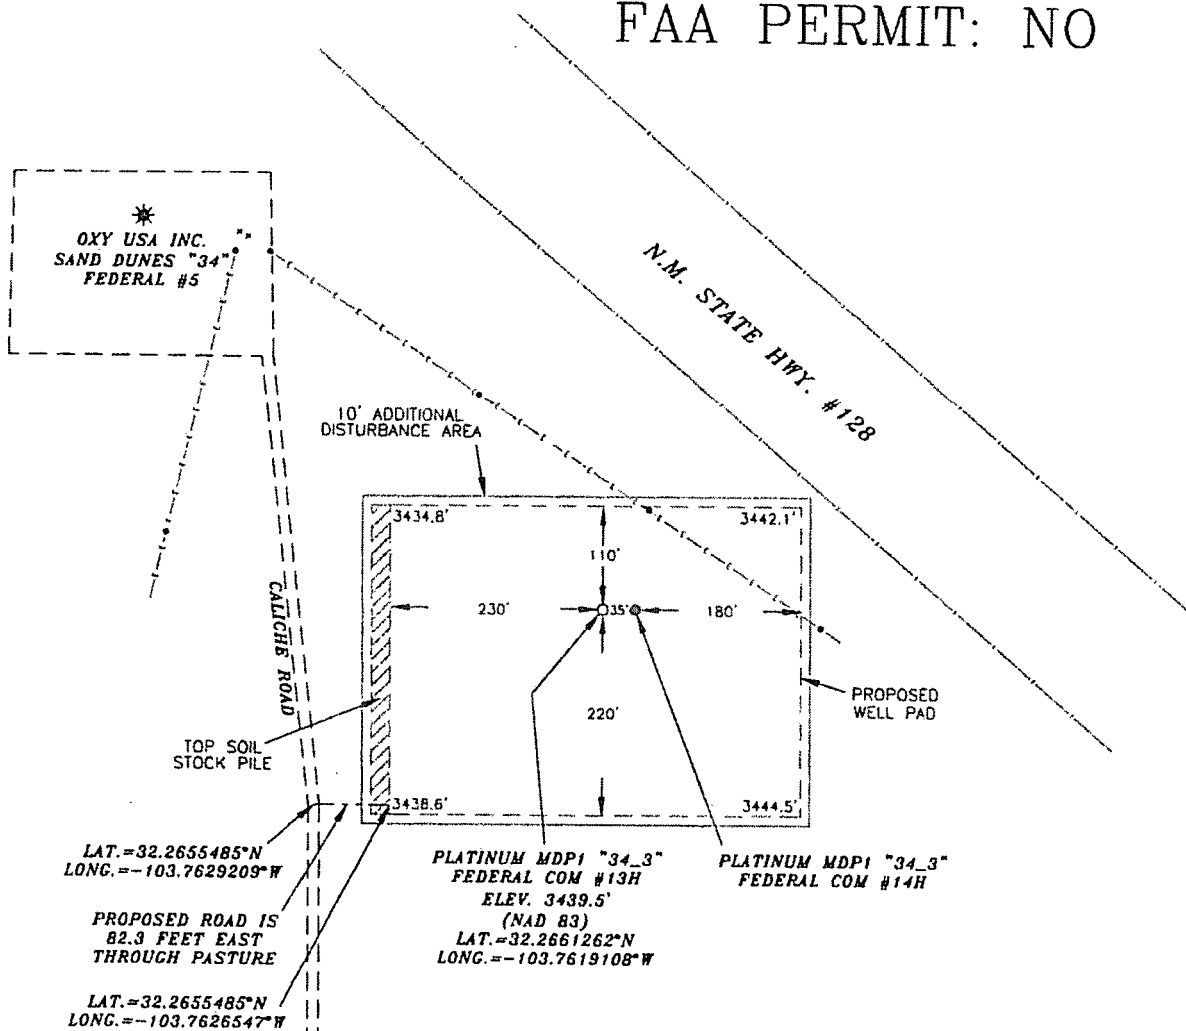 FAA PERMIT: NO
OXY USA INC.
SAND DUNES "34"
FEDERAL #5
N.M. STATE HWY. #128
10' ADDITIONAL
DISTURBANCE AREA
3434.8'
3442.1'
110'
230'
35'
180'
CALICHE ROAD
220'
PROPOSED
WELL PAD
TOP SOIL
STOCK PILE
3438.6'
3444.5'
LAT.=32.2655485°N
LONG.=-103.7629209°W
PROPOSED ROAD IS
82.3 FEET EAST
THROUGH PASTURE
LAT.=32.2655485°N
LONG.=-103.7626547°W
PLATINUM MDP1 "34_3"
FEDERAL COM #13H
ELEV. 3439.5'
(NAD 83)
LAT.=32.2661262°N
LONG.=-103.7619108°W
PLATINUM MDP1 "34_3"
FEDERAL COM #14H